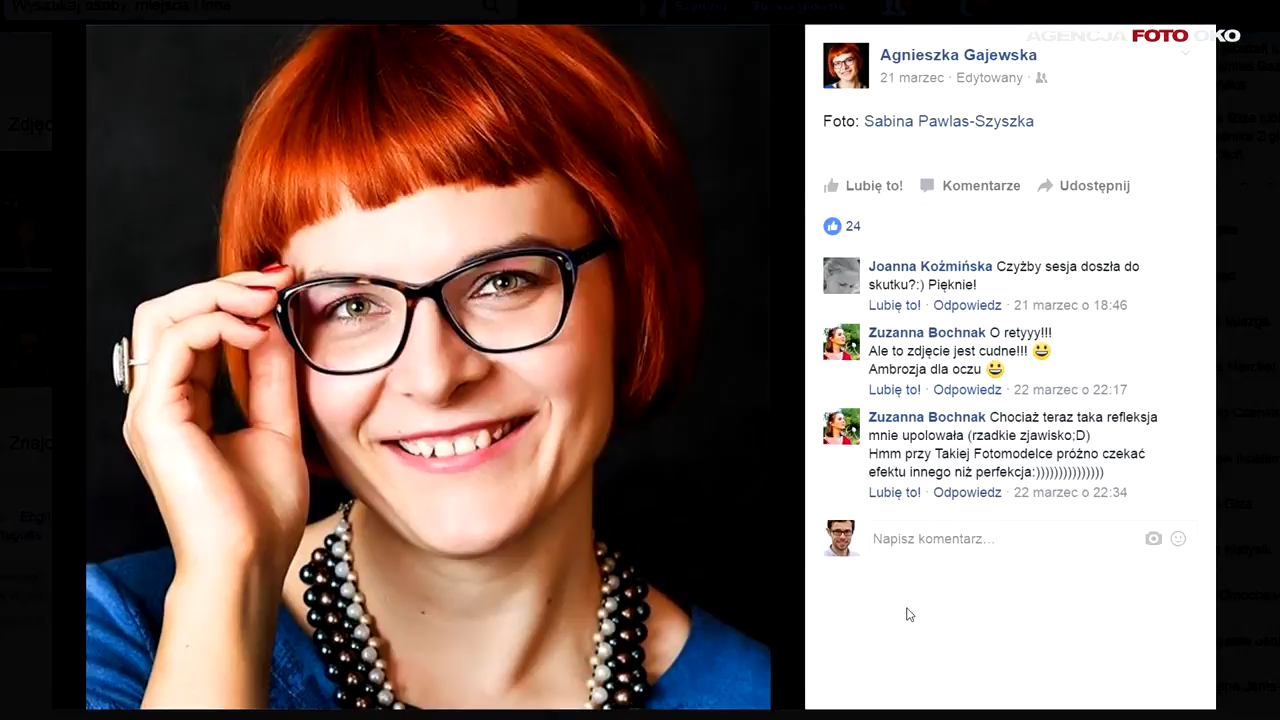 Wyszukaj osoby, miejsca i inne
AGENCJA FOTO OKO
Agnieszka Gajewska
21 marzec · Edytowany ·
Foto: Sabina Pawlas-Szyszka
Lubię to! Komentarze Udostępnij
24
Joanna Koźmińska Czyżby sesja doszła do
skutku?:) Pięknie!
Lubię to! · Odpowiedz · 21 marzec o 18:46
Zuzanna Bochnak O retyyy!!!
Ale to zdjęcie jest cudne!!! 😀
Ambrozja dla oczu 😀
Lubię to! · Odpowiedz · 22 marzec o 22:17
Zuzanna Bochnak Chociaż teraz taka refleksja
mnie upolowała (rzadkie zjawisko;D)
Hmm przy Takiej Fotomodelce próżno czekać
efektu innego niż perfekcja:)))))))))))))))
Lubię to! · Odpowiedz · 22 marzec o 22:34
Napisz komentarz...